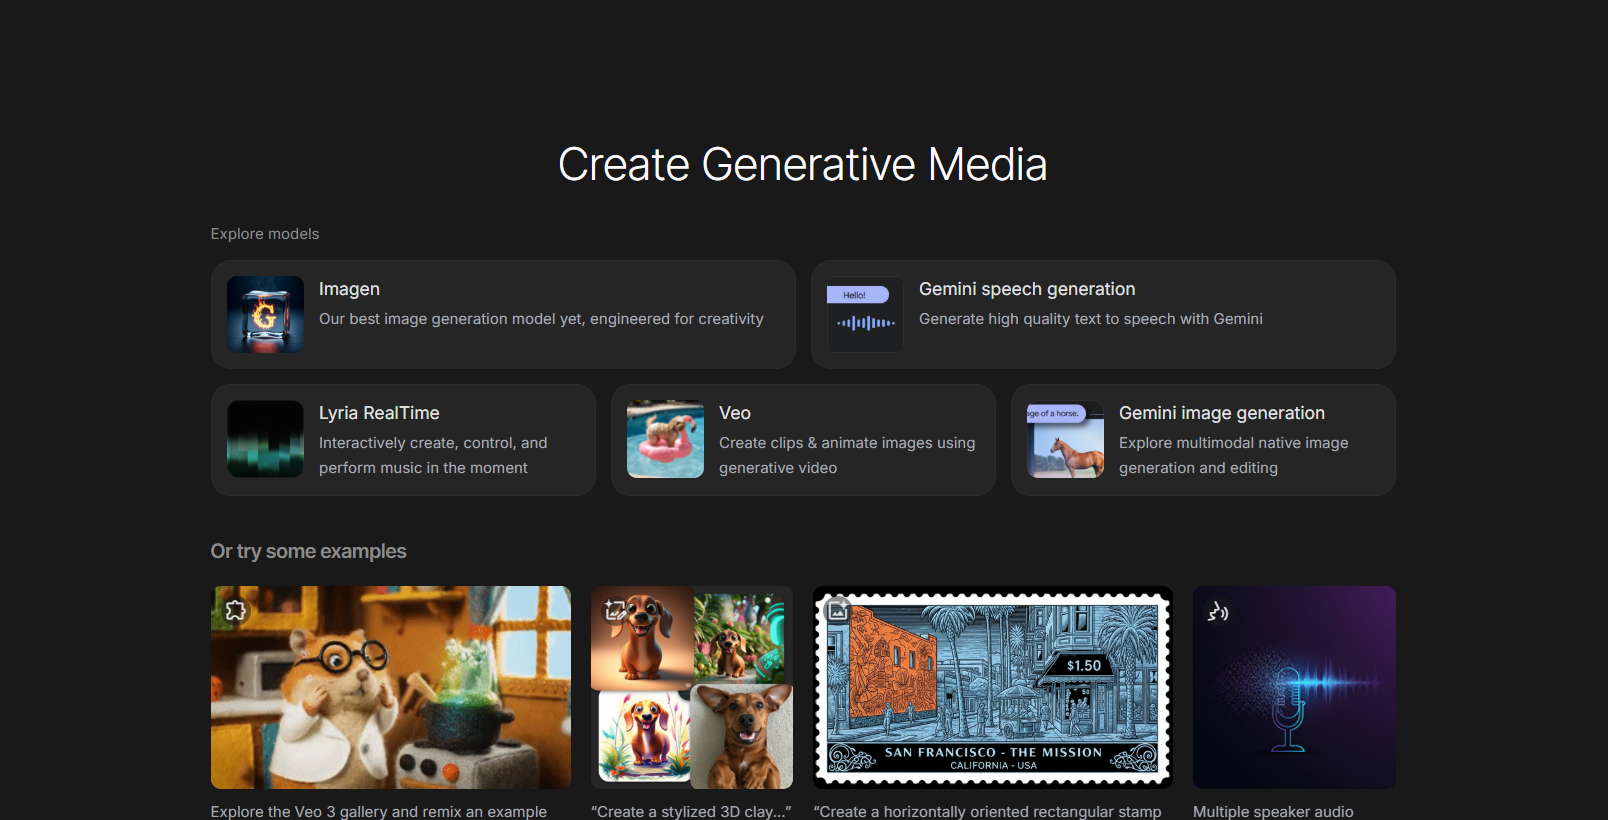 Create Generative Media
Explore models
G
Imagen
Our best image generation model yet, engineered for creativity
Hello!
Gemini speech generation
Generate high quality text to speech with Gemini
Lyria RealTime
Interactively create, control, and
perform music in the moment
Veo
Create clips & animate images using
generative video
age of a horse.
Gemini image generation
Explore multimodal native image
generation and editing
Or try some examples
$1.50
50
SAN FRANCISCO - THE MISSION
CALIFORNIA - USA
Explore the Veo 3 gallery and remix an example
“Create a stylized 3D clay...”
“Create a horizontally oriented rectangular stamp
Multiple speaker audio